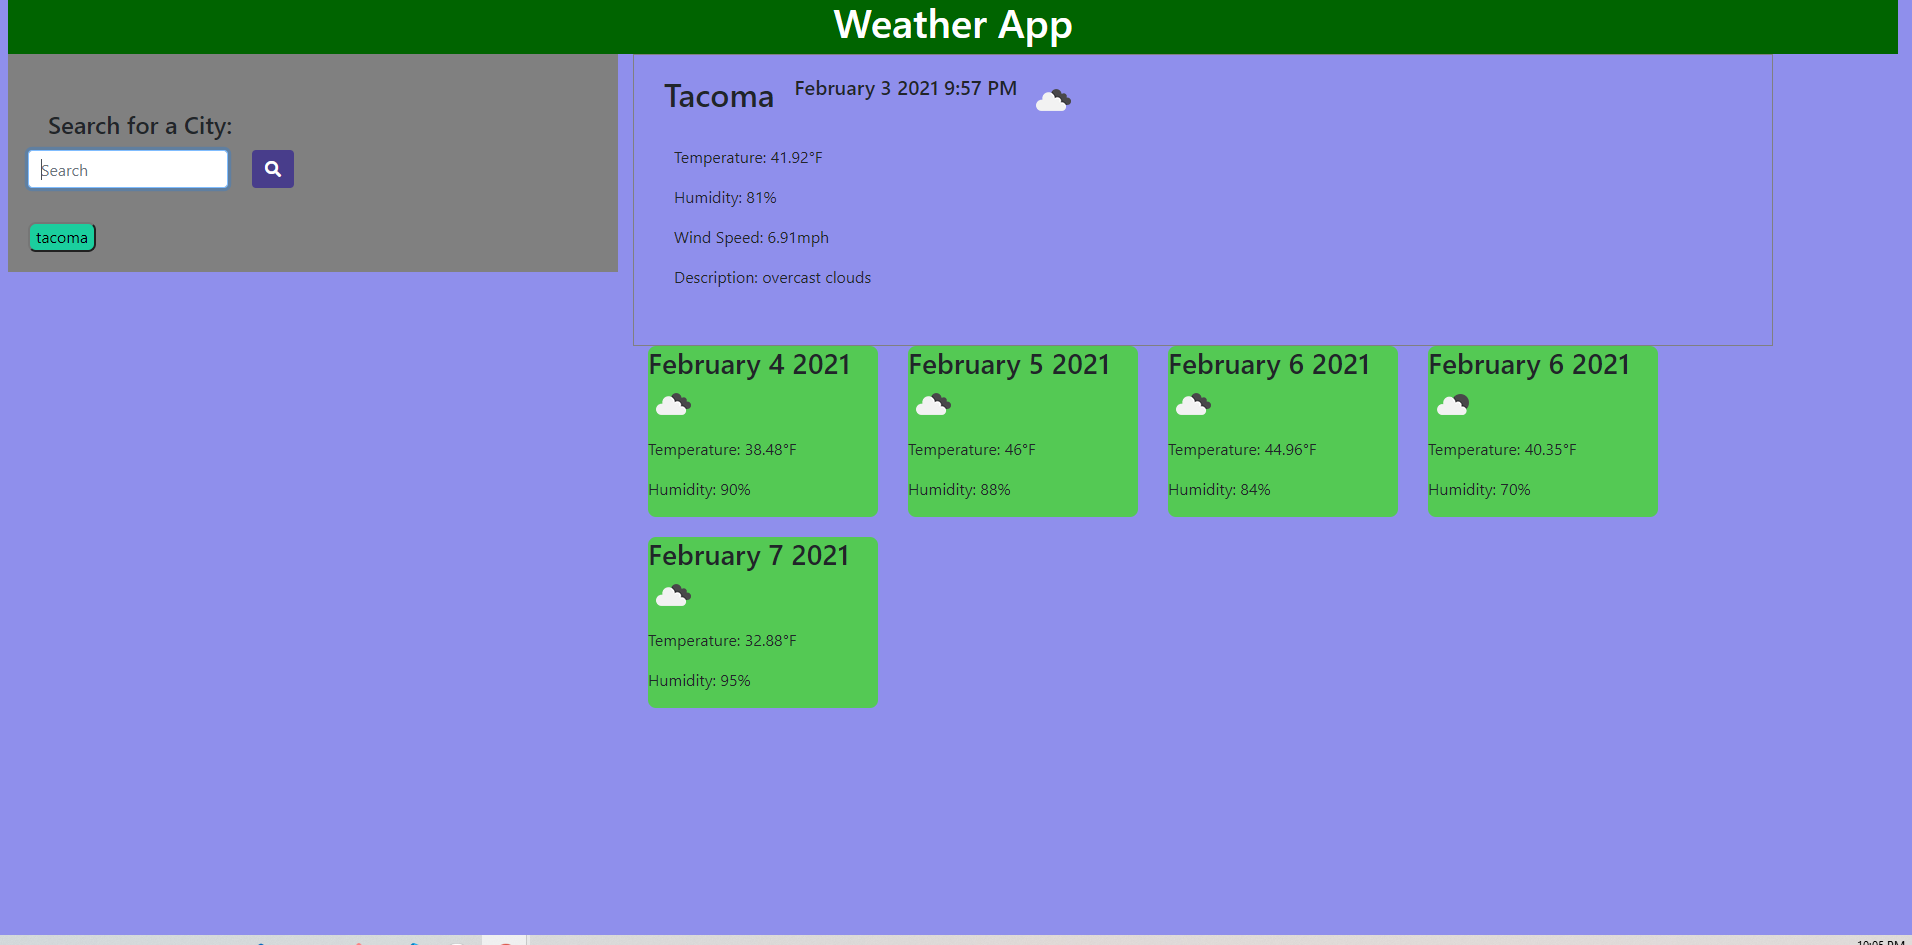 Weather App
Search for a City:
Search
tacoma
Tacoma February 3 2021 9:57 PM
Temperature: 41.92°F
Humidity: 81%
Wind Speed: 6.91mph
Description: overcast clouds
February 4 2021
Temperature: 38.48°F
Humidity: 90%
February 5 2021
Temperature: 46°F
Humidity: 88%
February 6 2021
Temperature: 44.96°F
Humidity: 84%
February 6 2021
Temperature: 40.35°F
Humidity: 70%
February 7 2021
Temperature: 32.88°F
Humidity: 95%
10:05 PM